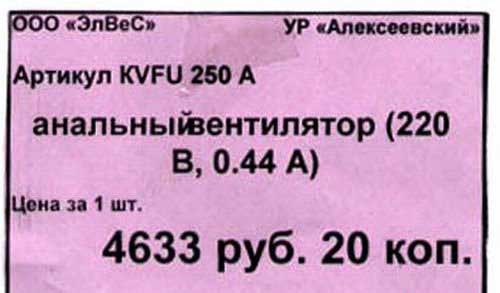 ООО «ЭлВеС» УР «Алексеевский»
Артикул KVFU 250 А
анальныйвентилятор (220
В, 0.44 А)
Цена за 1 шт.
4633 руб. 20 коп.